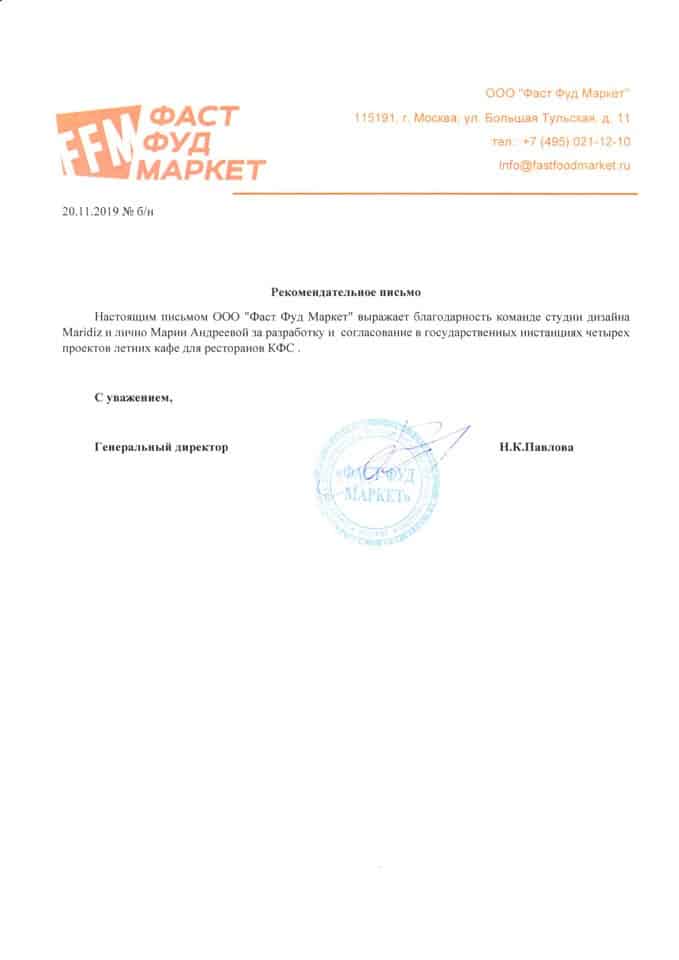 FFM
ФАСТ
ФУД
МАРКЕТ
ООО "Фаст Фуд Маркет"
115191, г. Москва, ул. Большая Тульская, д. 11
тел.: +7 (495) 021-12-10
Info@fastfoodmarket.ru
20.11.2019 № б/н
Рекомендательное письмо
Настоящим письмом ООО "Фаст Фуд Маркет" выражает благодарность команде студии дизайна
Maridiz и лично Марии Андреевой за разработку и согласование в государственных инстанциях четырех
проектов летних кафе для ресторанов КФС .
С уважением,
Генеральный директор
Н.К.Павлова
«ФАСТ ФУД
МАРКЕТ»